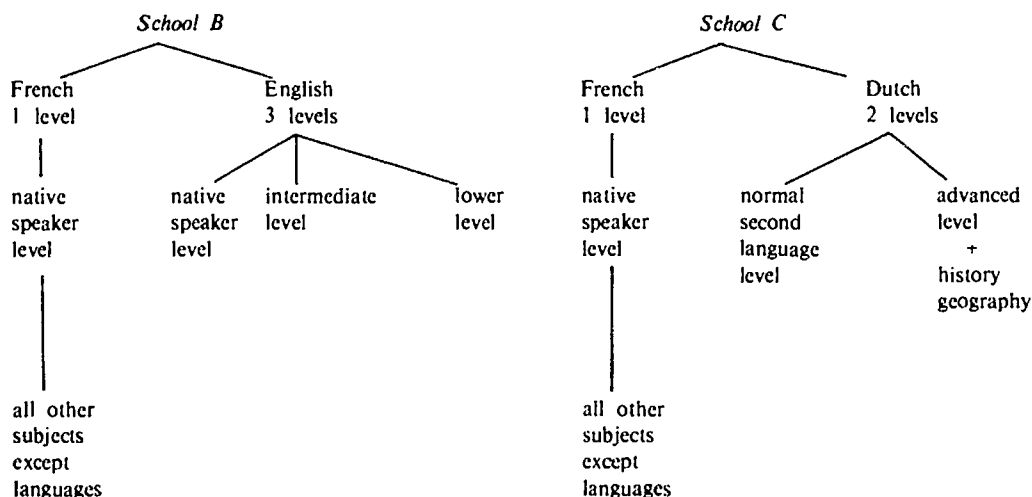 School B
French
1 level
English
3 levels
native
speaker
level
native
speaker
level
intermediate
level
lower
level
all other
subjects
except
languages
School C
French
1 level
Dutch
2 levels
native
speaker
level
normal
second
language
level
advanced
level
+
history
geography
all other
subjects
except
languages